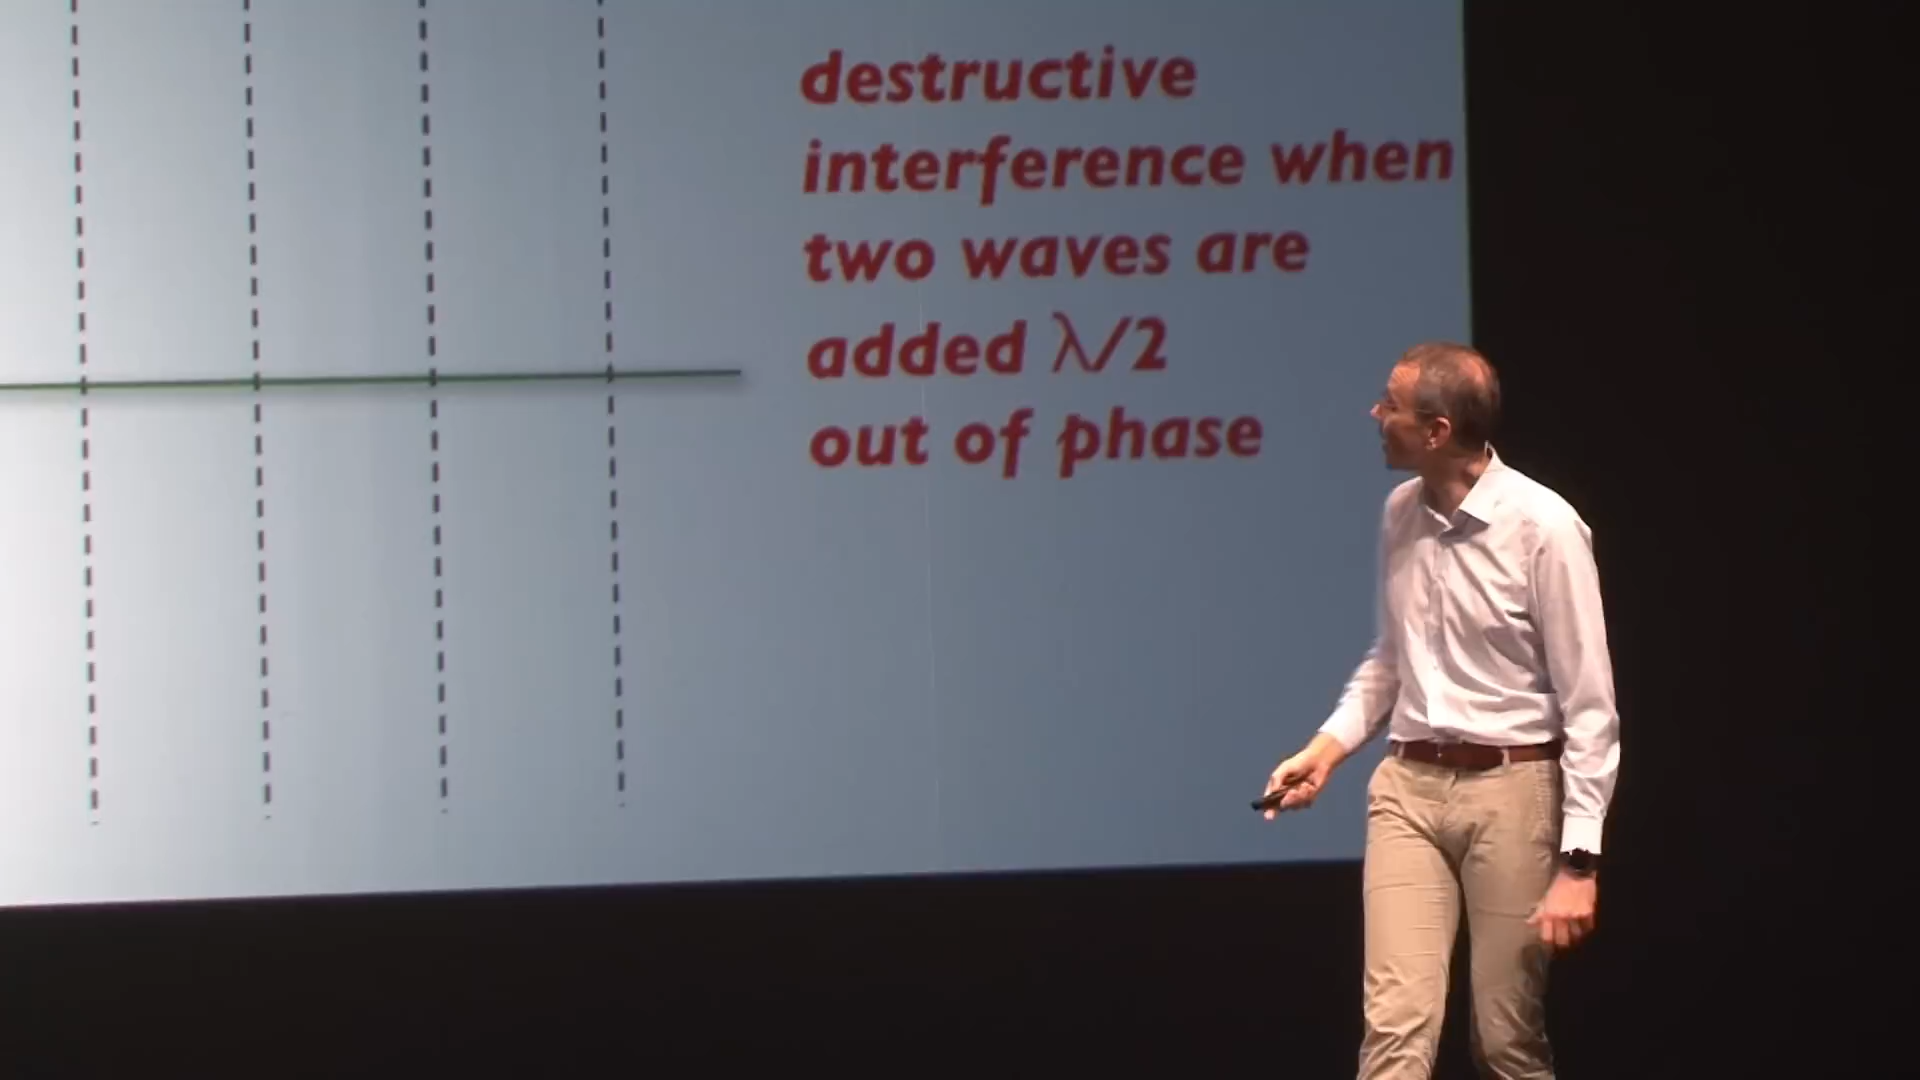 destructive
interference when
two waves are
added λ/2
out of phase